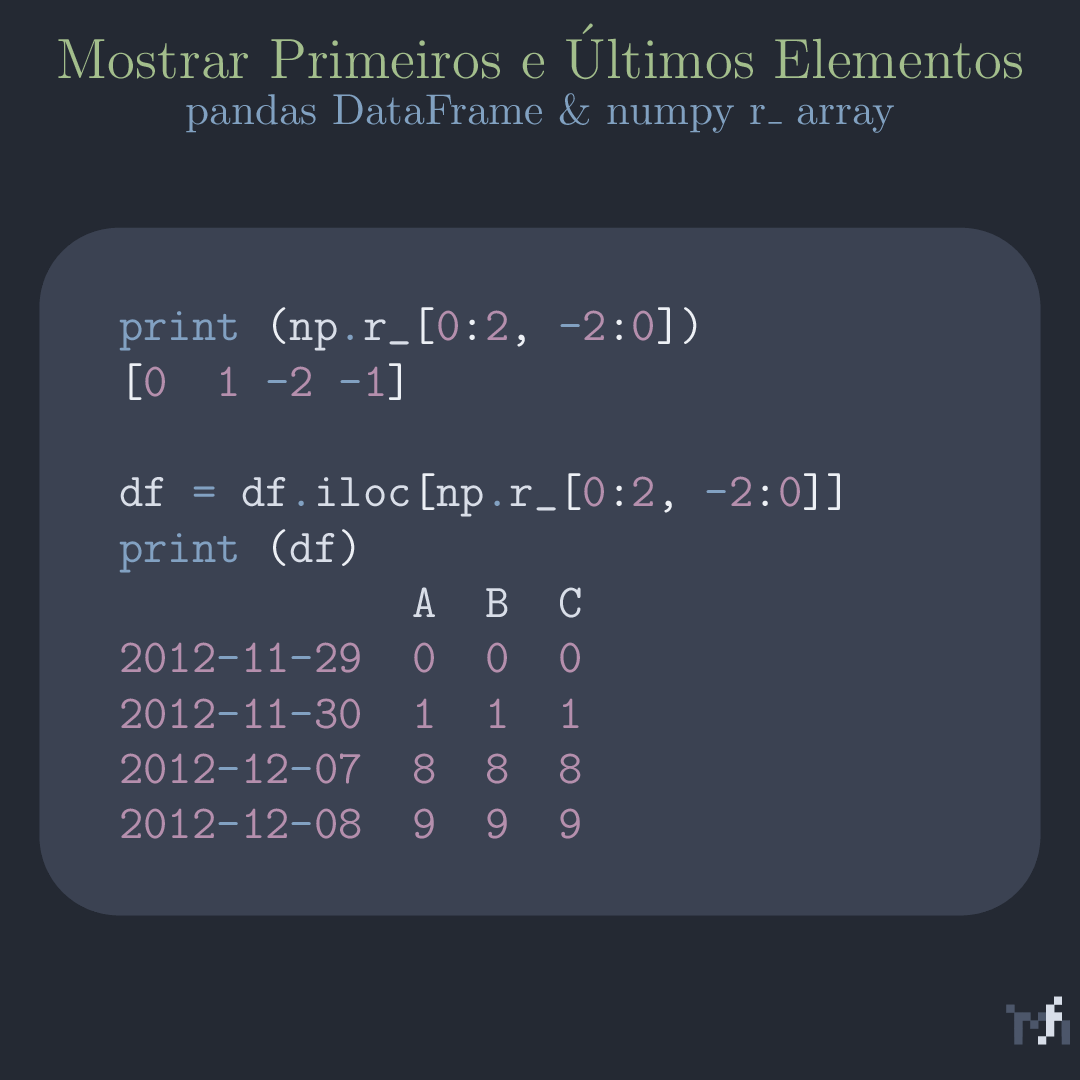 Mostrar Primeiros e Últimos Elementos
pandas DataFrame & numpy r_ array
print (np.r_[0:2, -2:0])
[0  1 -2 -1]
df = df.iloc[np.r_[0:2, -2:0]]
print (df)
            A  B  C
2012-11-29  0  0  0
2012-11-30  1  1  1
2012-12-07  8  8  8
2012-12-08  9  9  9